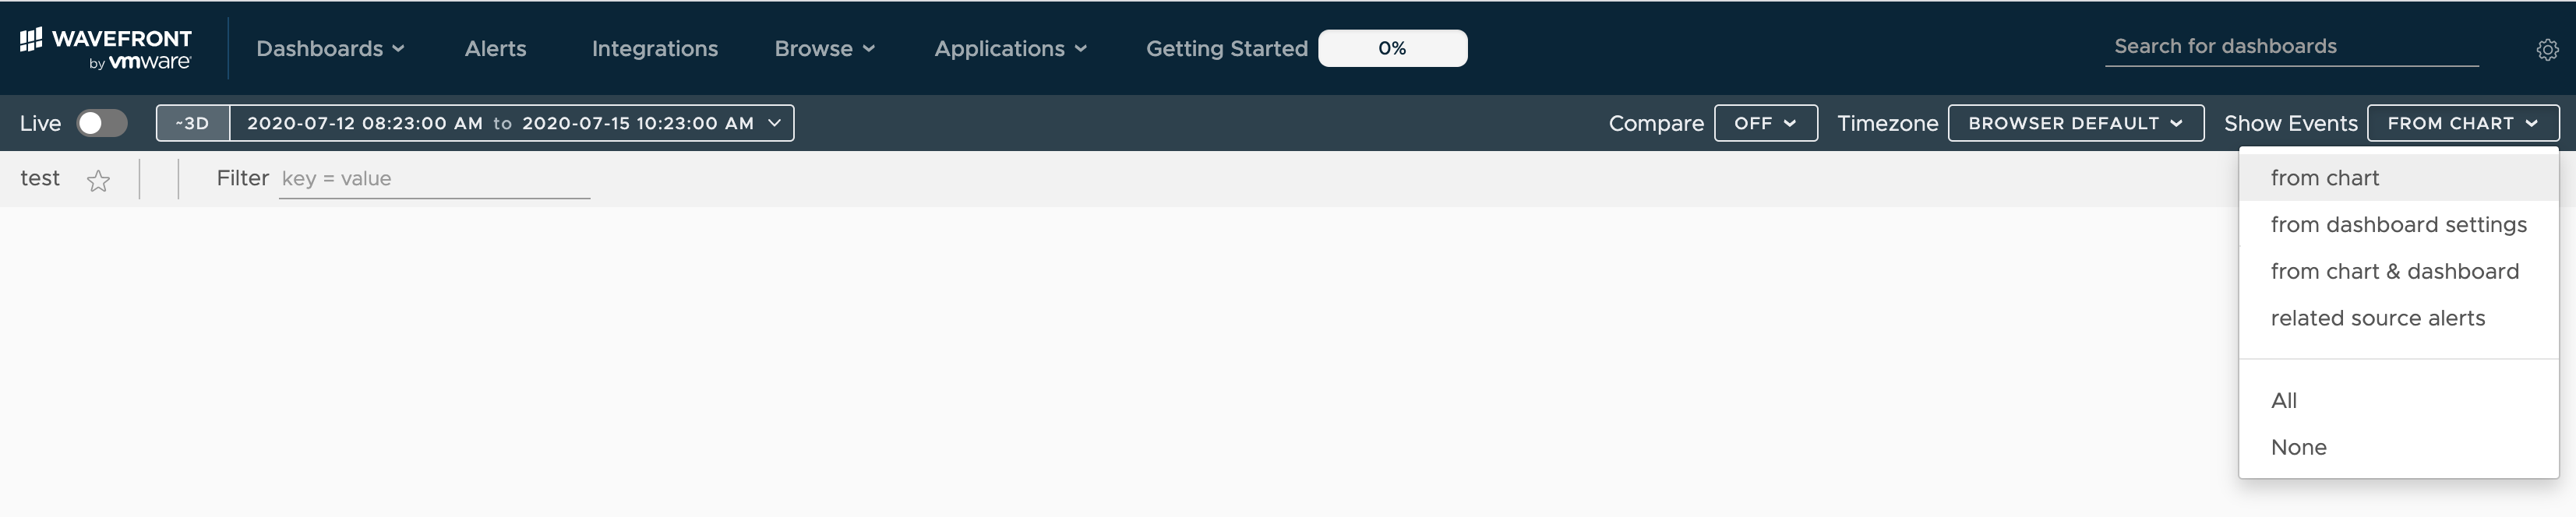 WAVEFRONT
by vmware
Dashboards Alerts Integrations Browse Applications Getting Started 0% Search for dashboards
Live ~3D 2020-07-12 08:23:00 AM to 2020-07-15 10:23:00 AM Compare OFF Timezone BROWSER DEFAULT Show Events FROM CHART
test Filter key = value
from chart
from dashboard settings
from chart & dashboard
related source alerts
All
None